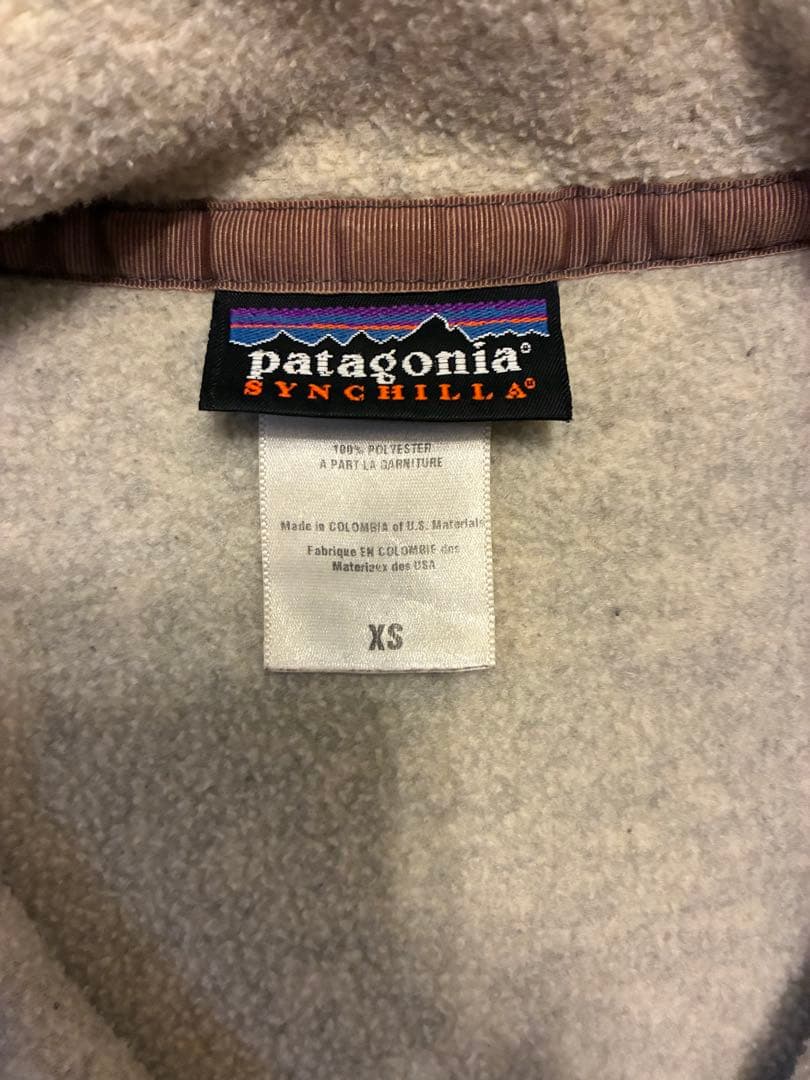 patagonia®
SYNCHILLA®
100% POLYESTER
A PART LA GARNITURE
Made in COLOMBIA of U.S. Materials
Fabrique EN COLOMBIE des
Materiaex des USA
XS